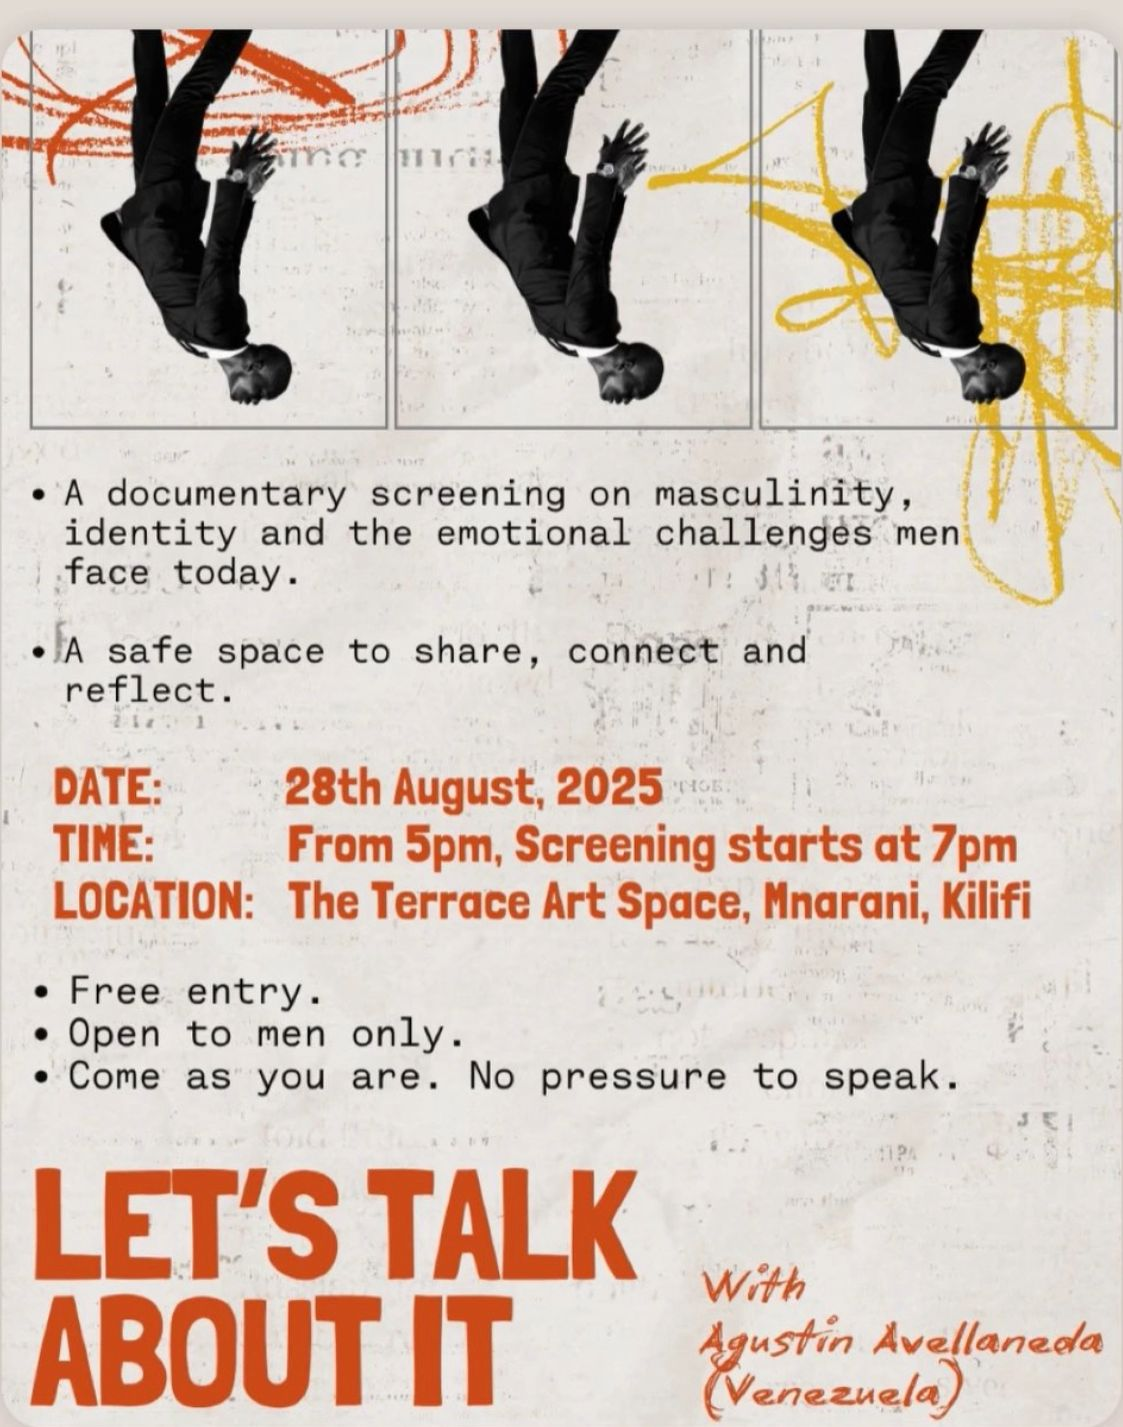 • A documentary screening on masculinity,
identity and the emotional challenges men
face today.
• A safe space to share, connect and
reflect.
DATE: 28th August, 2025
TIME: From 5pm, Screening starts at 7pm
LOCATION: The Terrace Art Space, Mnarani, Kilifi
• Free entry.
• Open to men only.
• Come as you are. No pressure to speak.
LET'S TALK
ABOUT IT
With
Agustin Avellaneda
(Venezuela)